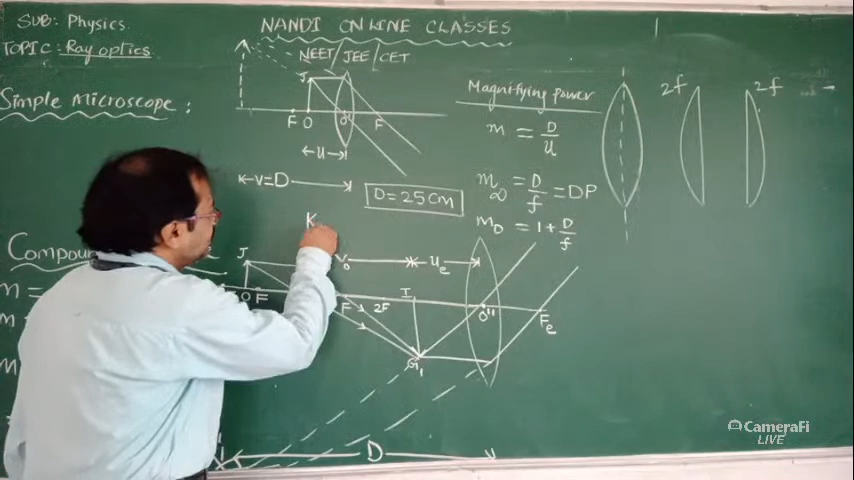 SUB: Physics.
TOPIC: Ray optics
NANDI ONLINE CLASSES
NEET/JEE/CET
Simple Microscope:
J
F O O' F
←u→
←v=D→
D=25cm
Magnifying power
m = D/u
m∞ = D/f = DP
mD = 1+D/f
2f 2f
Compou
m =
m
m
K
J
v₀ uₑ
O F F 2F I O'' Fₑ
G₁
D
CameraFi
LIVE